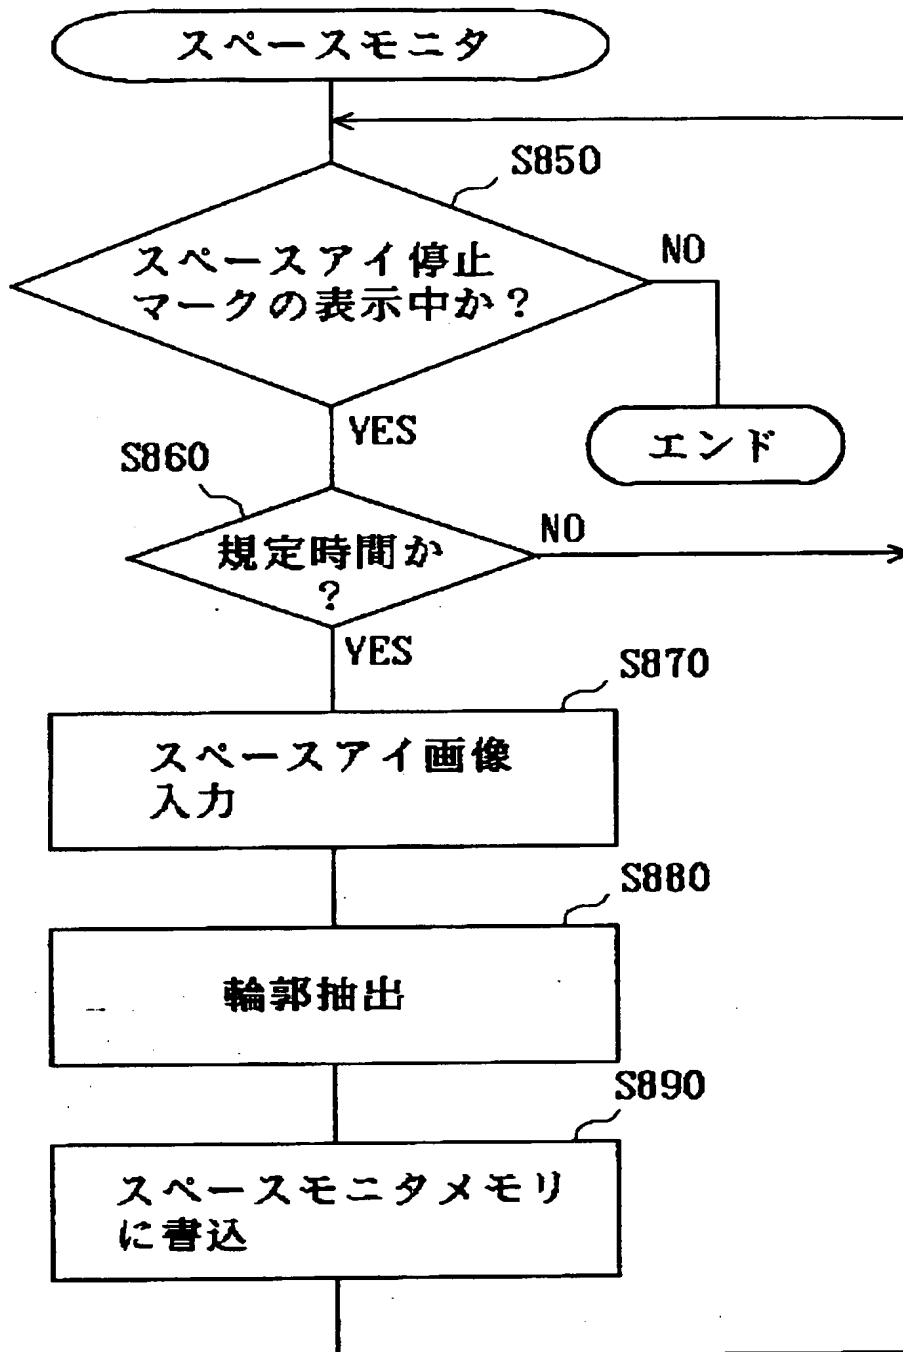 スペースモニタ
S850
スペースアイ停止
マークの表示中か？
NO
YES
エンド
S860
規定時間か
？
NO
YES
S870
スペースアイ画像
入力
S880
輪郭抽出
S890
スペースモニタメモリ
に書込